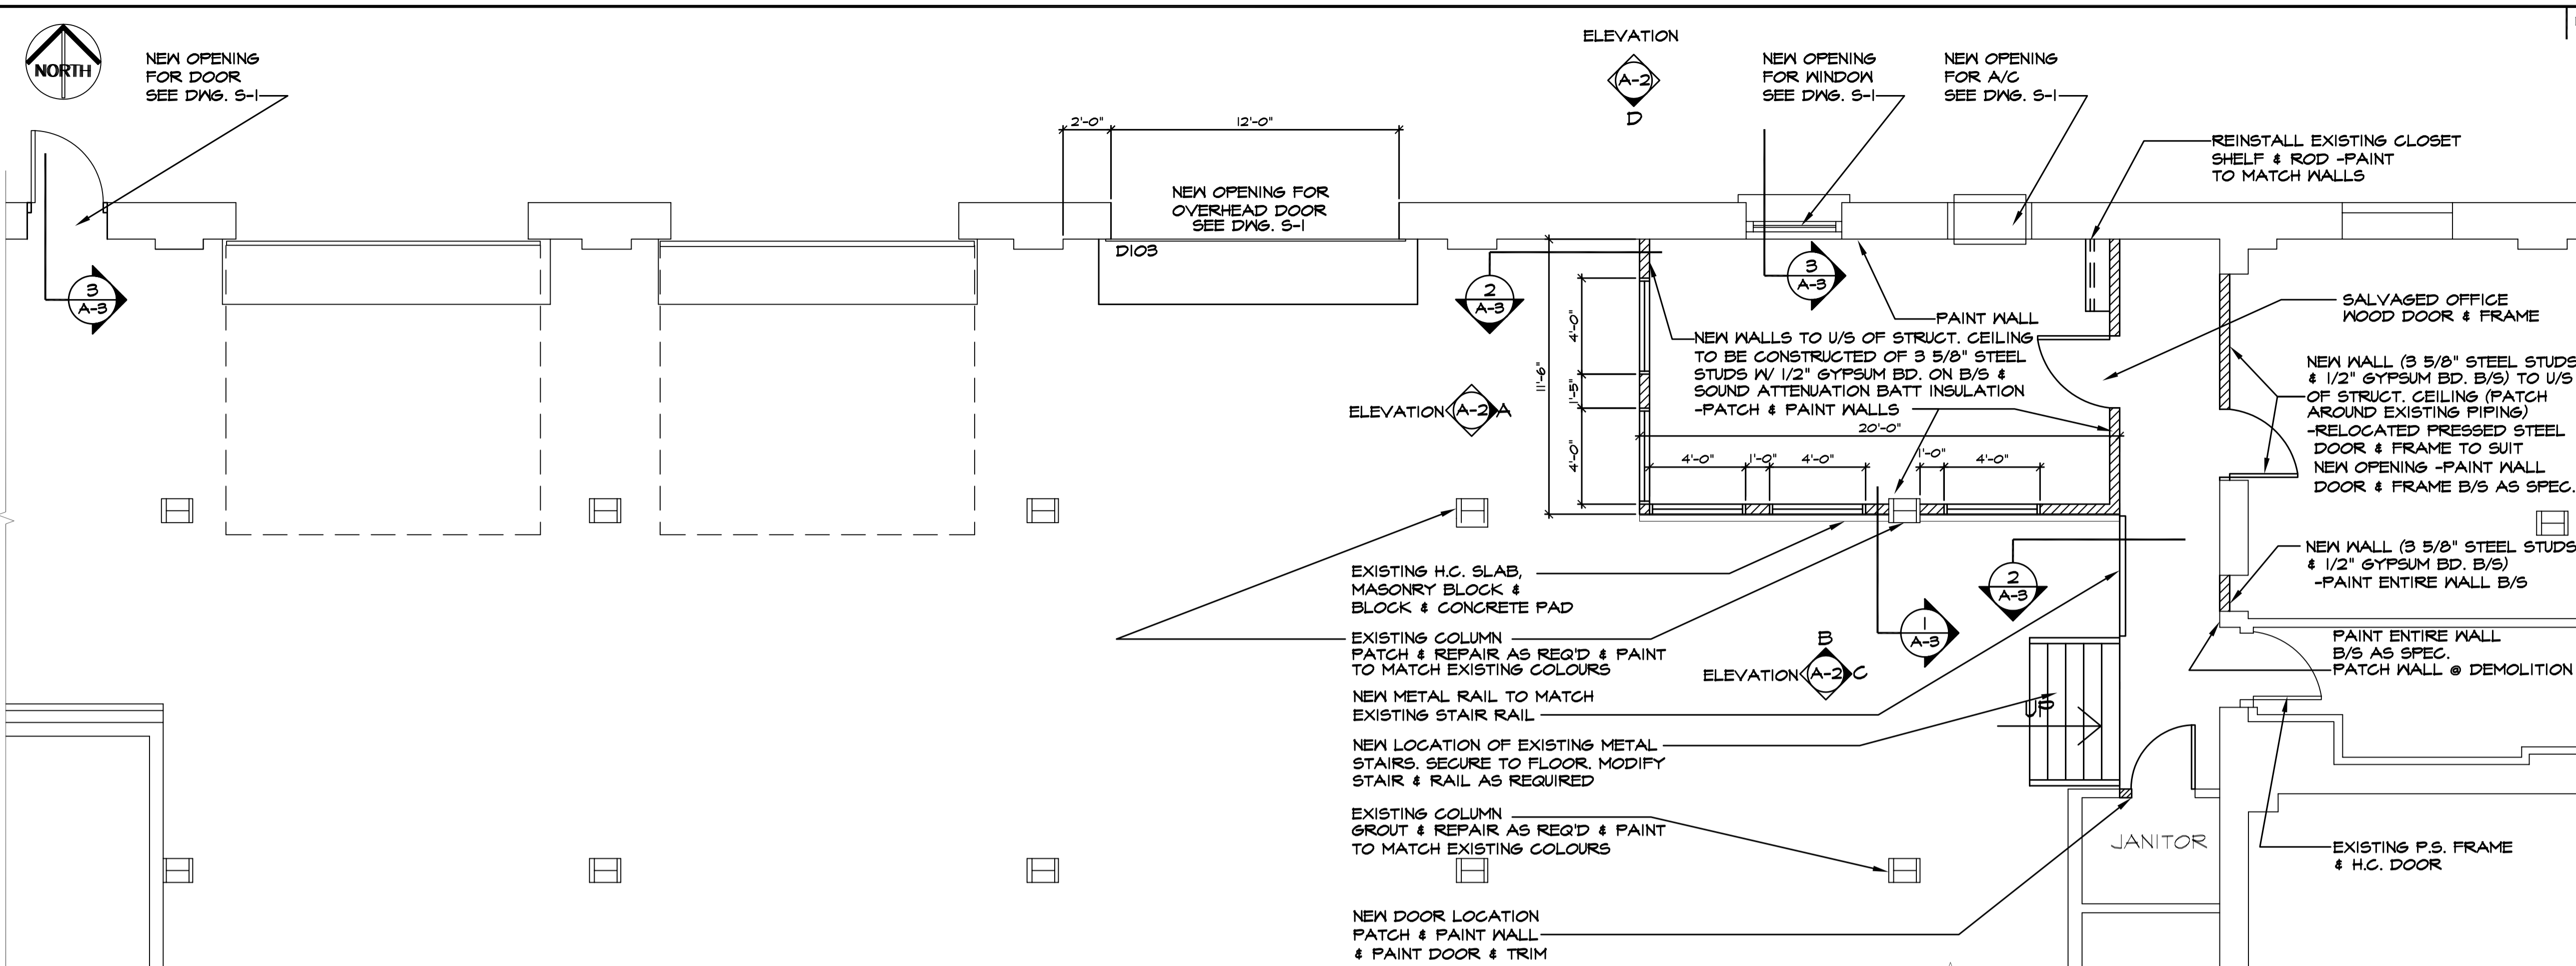 NORTH
NEW OPENING
FOR DOOR
SEE DWG. S-1
3
A-3
2'-0"
12'-0"
NEW OPENING FOR
OVERHEAD DOOR
SEE DWG. S-1
D103
ELEVATION
A-2
D
NEW OPENING
FOR WINDOW
SEE DWG. S-1
NEW OPENING
FOR A/C
SEE DWG. S-1
REINSTALL EXISTING CLOSET
SHELF & ROD -PAINT
TO MATCH WALLS
2
A-3
3
A-3
PAINT WALL
NEW WALLS TO U/S OF STRUCT. CEILING
TO BE CONSTRUCTED OF 3 5/8" STEEL
STUDS W/ 1/2" GYPSUM BD. ON B/S &
SOUND ATTENUATION BATT INSULATION
-PATCH & PAINT WALLS
4'-0"
1'-5"
4'-0"
11'-6"
20'-0"
4'-0"
1'-0"
4'-0"
1'-0"
4'-0"
ELEVATION
A-2
A
SALVAGED OFFICE
WOOD DOOR & FRAME
NEW WALL (3 5/8" STEEL STUDS
& 1/2" GYPSUM BD. B/S) TO U/S
OF STRUCT. CEILING (PATCH
AROUND EXISTING PIPING)
-RELOCATED PRESSED STEEL
DOOR & FRAME TO SUIT
NEW OPENING -PAINT WALL
DOOR & FRAME B/S AS SPEC.
NEW WALL (3 5/8" STEEL STUDS
& 1/2" GYPSUM BD. B/S)
-PAINT ENTIRE WALL B/S
PAINT ENTIRE WALL
B/S AS SPEC.
PATCH WALL @ DEMOLITION
EXISTING P.S. FRAME
& H.C. DOOR
EXISTING H.C. SLAB,
MASONRY BLOCK &
BLOCK & CONCRETE PAD
EXISTING COLUMN
PATCH & REPAIR AS REQ'D & PAINT
TO MATCH EXISTING COLOURS
NEW METAL RAIL TO MATCH
EXISTING STAIR RAIL
NEW LOCATION OF EXISTING METAL
STAIRS. SECURE TO FLOOR. MODIFY
STAIR & RAIL AS REQUIRED
EXISTING COLUMN
GROUT & REPAIR AS REQ'D & PAINT
TO MATCH EXISTING COLOURS
NEW DOOR LOCATION
PATCH & PAINT WALL
& PAINT DOOR & TRIM
B
ELEVATION
A-2
C
1
A-3
2
A-3
UP
JANITOR